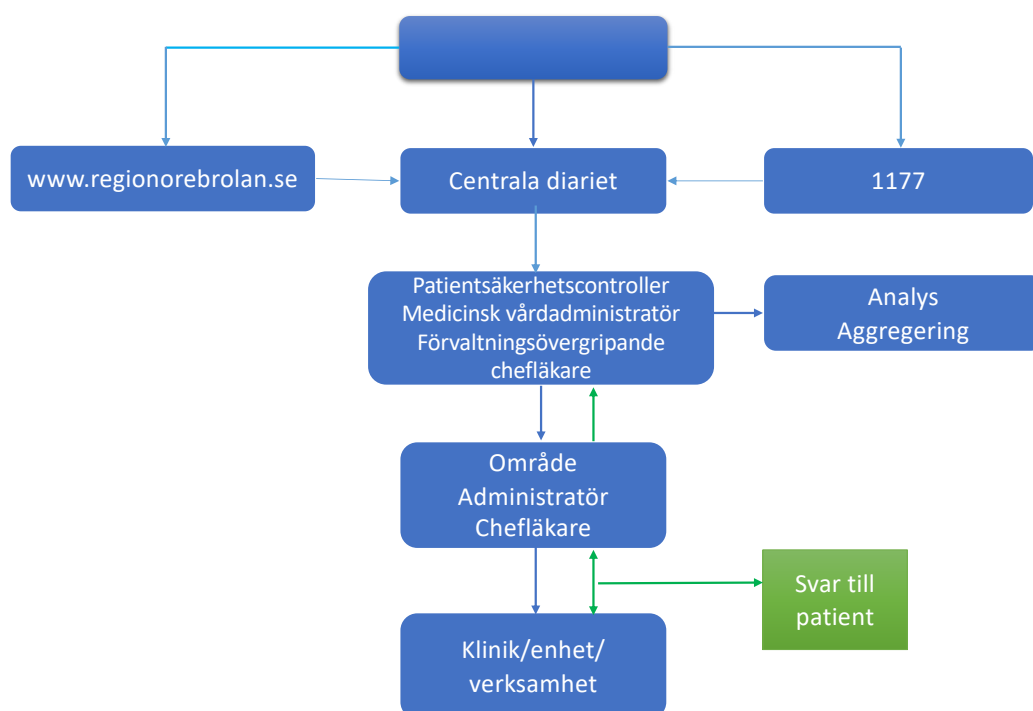 www.regionorebrolan.se
Centrala diariet
1177
Patientsäkerhetscontroller
Medicinsk vårdadministratör
Förvaltningsövergripande
chefläkare
Analys
Aggregering
Område
Administratör
Chefläkare
Svar till
patient
Klinik/enhet/
verksamhet